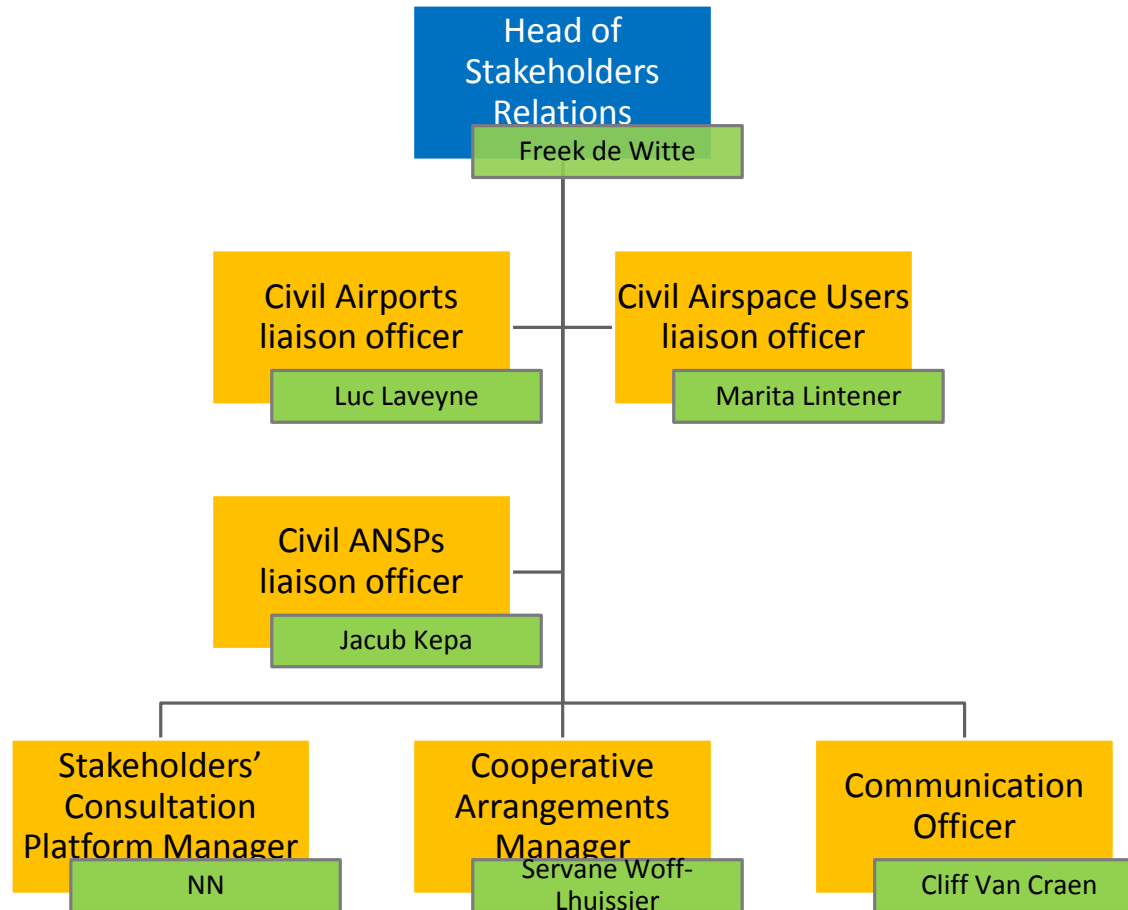 Head of
Stakeholders
Relations
Freek de Witte
Civil Airports
liaison officer
Luc Laveyne
Civil Airspace Users
liaison officer
Marita Lintener
Civil ANSPs
liaison officer
Jacub Kepa
Stakeholders’
Consultation
Platform Manager
NN
Cooperative
Arrangements
Manager
Servane Woff-
Lhuissier
Communication
Officer
Cliff Van Craen